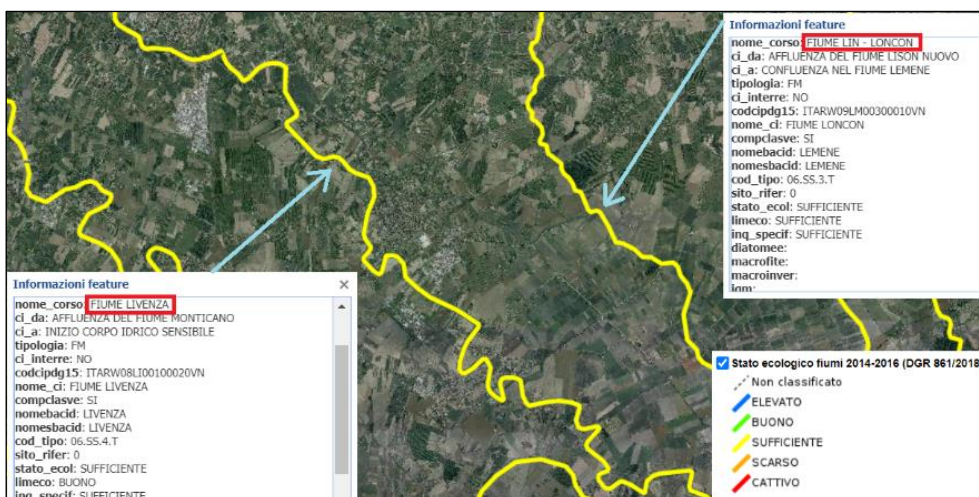 Informazioni feature
nome_corso: FIUME LIN - LONCON
ci_da: AFFLUENZA DEL FIUME LISON NUOVO
ci_a: CONFLUENZA NEL FIUME LEMENE
tipologia: FM
ci_interre: NO
codcipdg15: ITARW09LM00300010VN
nome_ci: FIUME LONCON
compclasve: SI
nomebacid: LEMENE
nomesbacid: LEMENE
cod_tipo: 06.SS.3.T
sito_rifer: 0
stato_ecol: SUFFICIENTE
limeco: SUFFICIENTE
inq_specif: SUFFICIENTE
diatomee:
macrofite:
macroinver:
iqm:
Informazioni feature
nome_corso: FIUME LIVENZA
ci_da: AFFLUENZA DEL FIUME MONTICANO
ci_a: INIZIO CORPO IDRICO SENSIBILE
tipologia: FM
ci_interre: NO
codcipdg15: ITARW08LI00100020VN
nome_ci: FIUME LIVENZA
compclasve: SI
nomebacid: LIVENZA
nomesbacid: LIVENZA
cod_tipo: 06.SS.4.T
sito_rifer: 0
stato_ecol: SUFFICIENTE
limeco: BUONO
inq_specif: SUFFICIENTE
Stato ecologico fiumi 2014-2016 (DGR 861/2018
Non classificato
ELEVATO
BUONO
SUFFICIENTE
SCARSO
CATTIVO